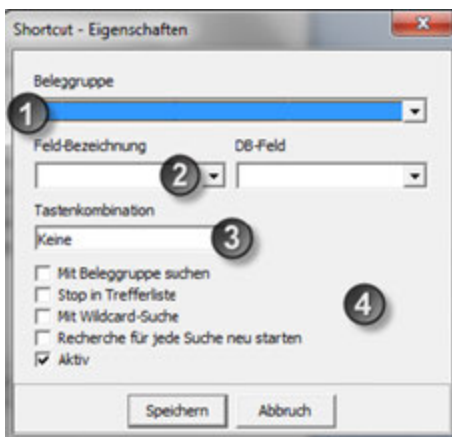 Shortcut - Eigenschaften
Beleggruppe
1
Feld-Bezeichnung DB-Feld
2
Tastenkombination
Keine 3
Mit Beleggruppe suchen
Stop in Trefferliste
4
Mit Wildcard-Suche
Recherche für jede Suche neu starten
Aktiv
Speichern Abbruch